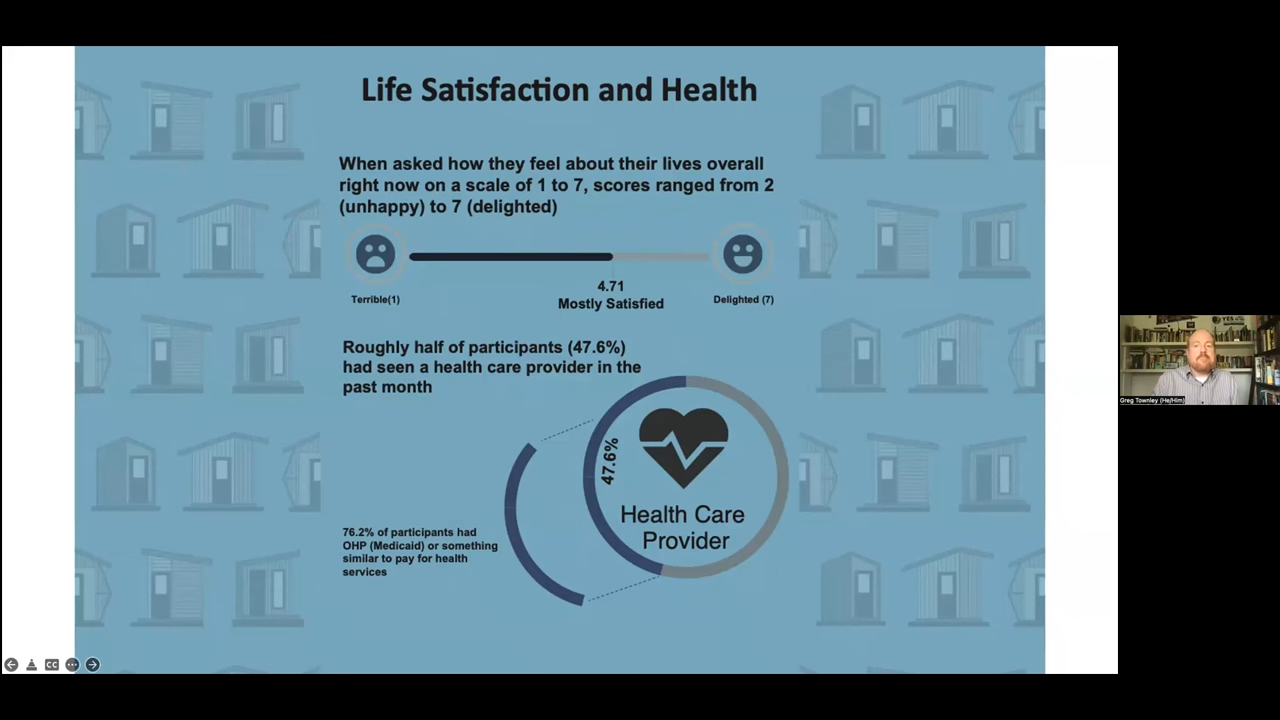 Life Satisfaction and Health
When asked how they feel about their lives overall
right now on a scale of 1 to 7, scores ranged from 2
(unhappy) to 7 (delighted)
Terrible(1)
4.71
Mostly Satisfied
Delighted (7)
Roughly half of participants (47.6%)
had seen a health care provider in the
past month
47.6%
Health Care
Provider
76.2% of participants had
OHP (Medicaid) or something
similar to pay for health
services
CC
YES
Greg Townley (He/Him)